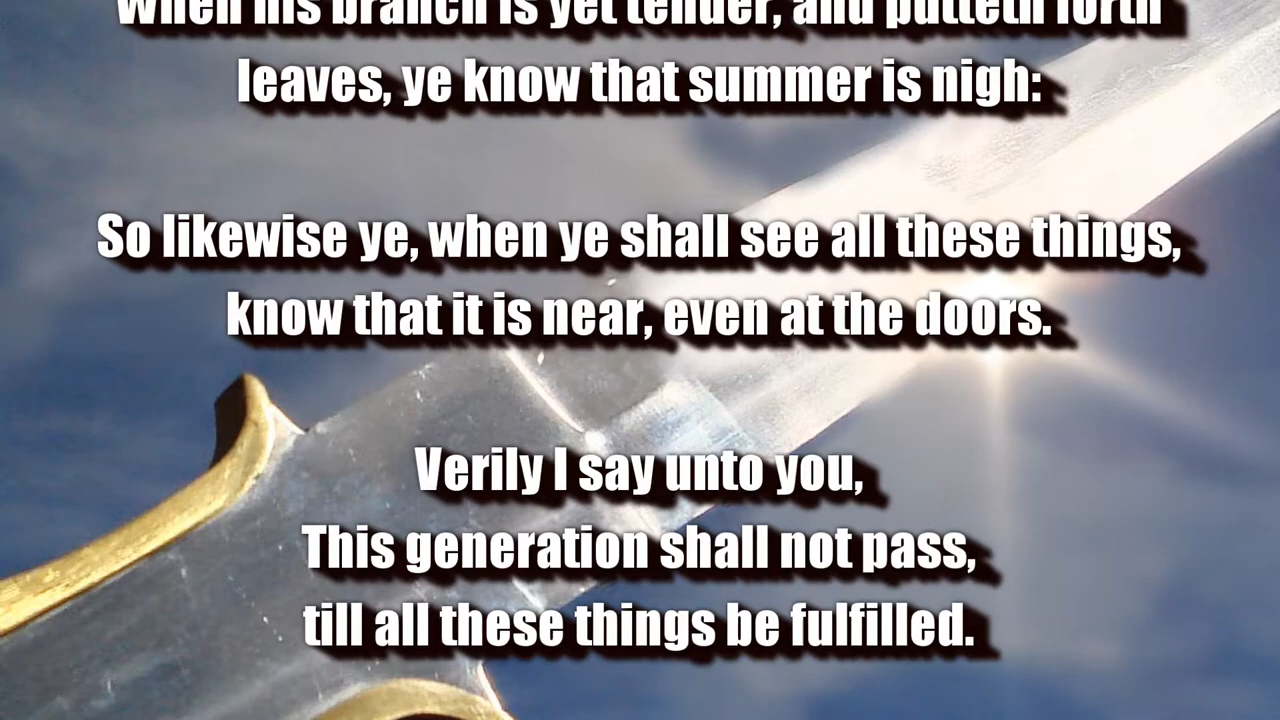 When his branch is yet tender, and putteth forth
leaves, ye know that summer is nigh:
So likewise ye, when ye shall see all these things,
know that it is near, even at the doors.
Verily I say unto you,
This generation shall not pass,
till all these things be fulfilled.